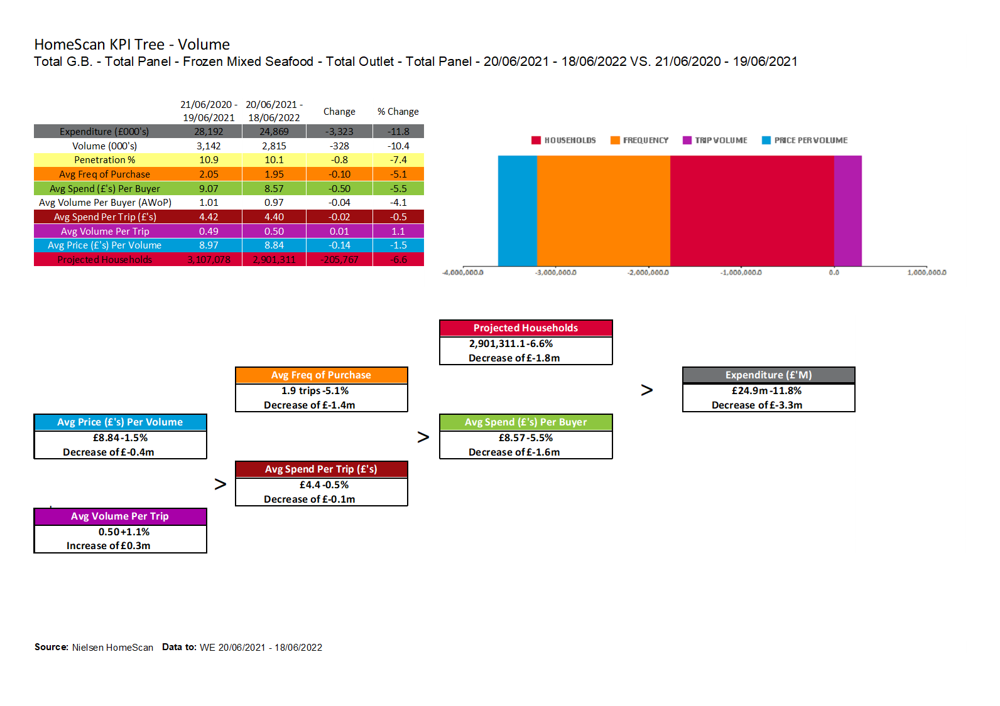 HomeScan KPI Tree - Volume
Total G.B. - Total Panel - Frozen Mixed Seafood - Total Outlet - Total Panel - 20/06/2021 - 18/06/2022 VS. 21/06/2020 - 19/06/2021
21/06/2020 - 20/06/2021 -
19/06/2021 18/06/2022 Change % Change
Expenditure (£000's) 28,192 24,869 -3,323 -11.8
Volume (000's) 3,142 2,815 -328 -10.4
Penetration % 10.9 10.1 -0.8 -7.4
Avg Freq of Purchase 2.05 1.95 -0.10 -5.1
Avg Spend (£'s) Per Buyer 9.07 8.57 -0.50 -5.5
Avg Volume Per Buyer (AWoP) 1.01 0.97 -0.04 -4.1
Avg Spend Per Trip (£'s) 4.42 4.40 -0.02 -0.5
Avg Volume Per Trip 0.49 0.50 0.01 1.1
Avg Price (£'s) Per Volume 8.97 8.84 -0.14 -1.5
Projected Households 3,107,078 2,901,311 -205,767 -6.6
HOUSEHOLDS FREQUENCY TRIP VOLUME PRICE PER VOLUME
-4,000,000.0 -3,000,000.0 -2,000,000.0 -1,000,000.0 0.0 1,000,000.0
Projected Households
2,901,311.1 -6.6%
Decrease of £-1.8m
Avg Freq of Purchase
1.9 trips -5.1%
Decrease of £-1.4m
>
Expenditure (£'M)
£24.9m -11.8%
Decrease of £-3.3m
Avg Price (£'s) Per Volume
£8.84 -1.5%
Decrease of £-0.4m
>
Avg Spend (£'s) Per Buyer
£8.57 -5.5%
Decrease of £-1.6m
>
Avg Spend Per Trip (£'s)
£4.4 -0.5%
Decrease of £-0.1m
Avg Volume Per Trip
0.50 +1.1%
Increase of £0.3m
Source: Nielsen HomeScan Data to: WE 20/06/2021 - 18/06/2022